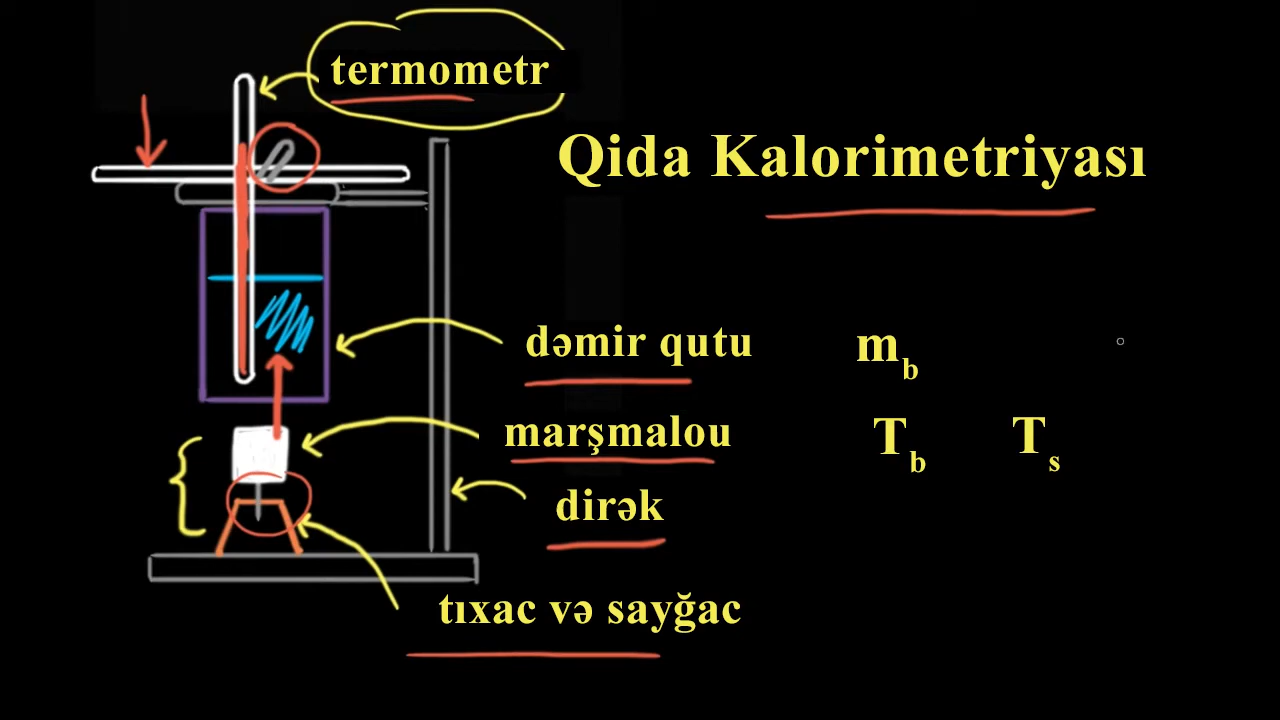 termometr
Qida Kalorimetriyası
dəmir qutu
m_b
marşmalou
T_b T_s
dirək
tıxac və sayğac